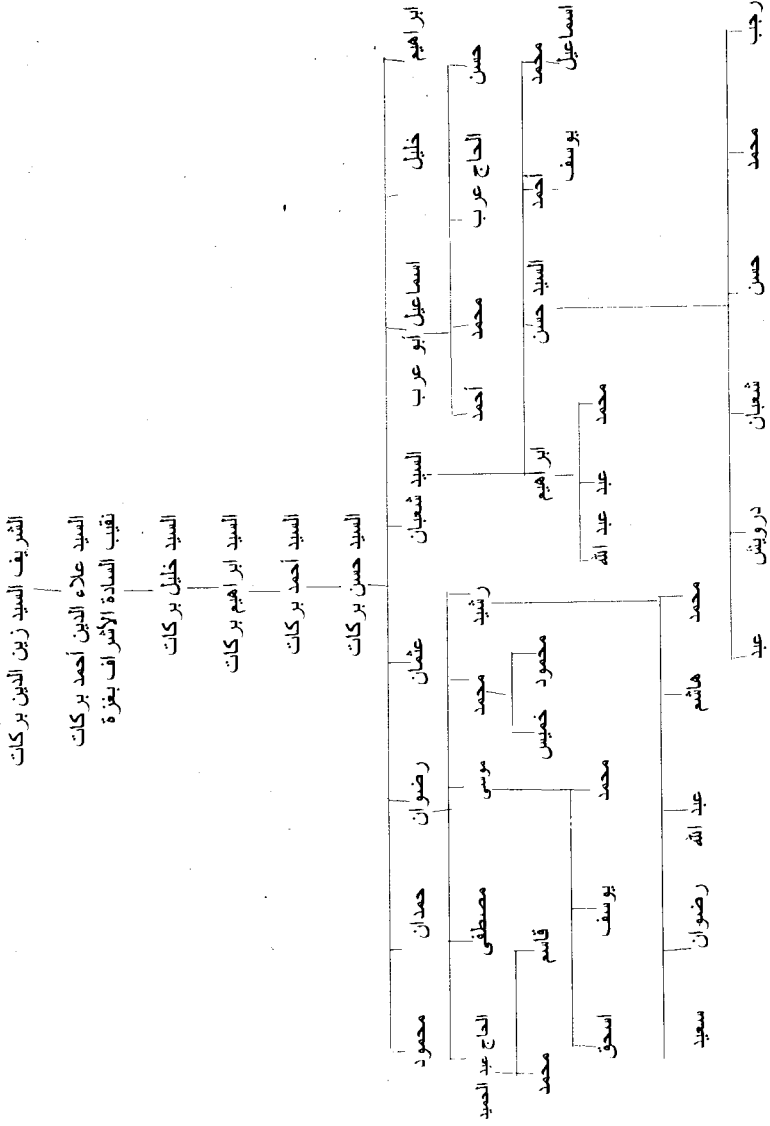 الشريف السيد زين الدين بركات
السيد علاء الدين أحمد بركات
نقيب السادة الأشراف بغزة
السيد خليل بركات
السيد ابراهيم بركات
السيد أحمد بركات
السيد حسن بركات
ابراهيم
خليل
اسماعيل أبو عرب
السيد شعبان
عثمان
رضوان
حمدان
محمود
حسن
الحاج عرب
محمد
أحمد
رشيد
محمد
موسى
مصطفى
الحاج عبد الحميد
محمد
اسماعيل
أحمد
يوسف
السيد حسن
ابراهيم
محمد
عبد
عبد الله
محمود
خميس
قاسم
محمد
محمد
يوسف
اسحق
محمد
هاشم
عبد الله
رضوان
سعيد
رجب
محمد
حسن
شعبان
درويش
عبد